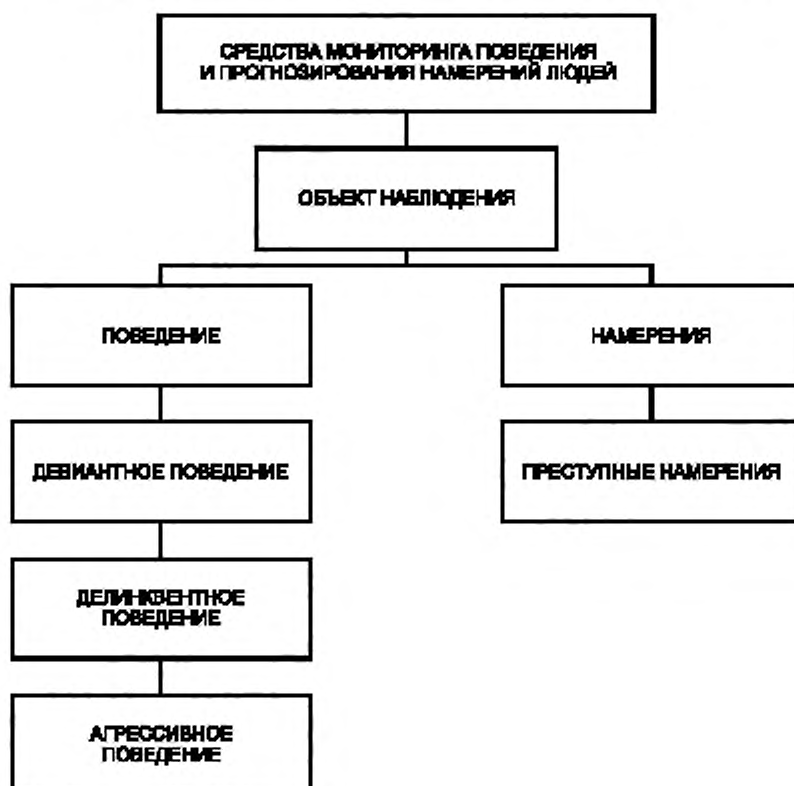 СРЕДСТВА МОНИТОРИНГА ПОВЕДЕНИЯ
И ПРОГНОЗИРОВАНИЯ НАМЕРЕНИЙ ЛЮДЕЙ
ОБЪЕКТ НАБЛЮДЕНИЯ
ПОВЕДЕНИЕ
НАМЕРЕНИЯ
ДЕВИАНТНОЕ ПОВЕДЕНИЕ
ПРЕСТУПНЫЕ НАМЕРЕНИЯ
ДЕЛИНКВЕНТНОЕ
ПОВЕДЕНИЕ
АГРЕССИВНОЕ
ПОВЕДЕНИЕ